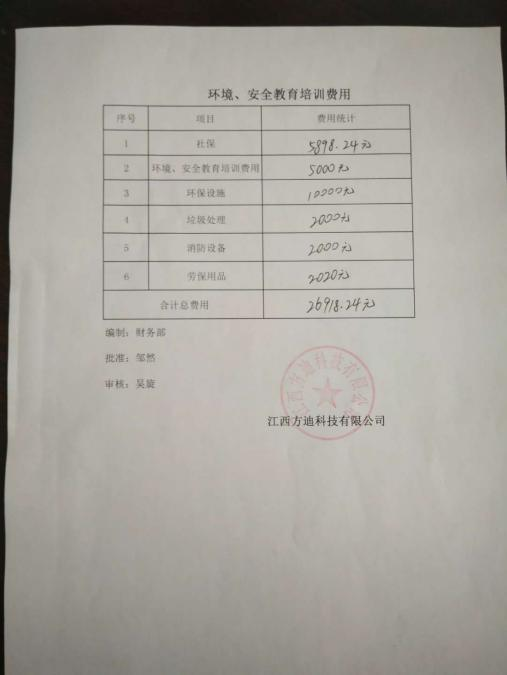 环境、安全教育培训费用
序号 项目 费用统计
1 社保 5898.24元
2 环境、安全教育培训费用 5000元
3 环保设施 10000元
4 垃圾处理 2000元
5 消防设备 2000元
6 劳保用品 2020元
合计总费用 26918.24元
编制：财务部
批准：邹然
审核：吴旋
江西方迪科技有限公司
江西方迪科技有限公司